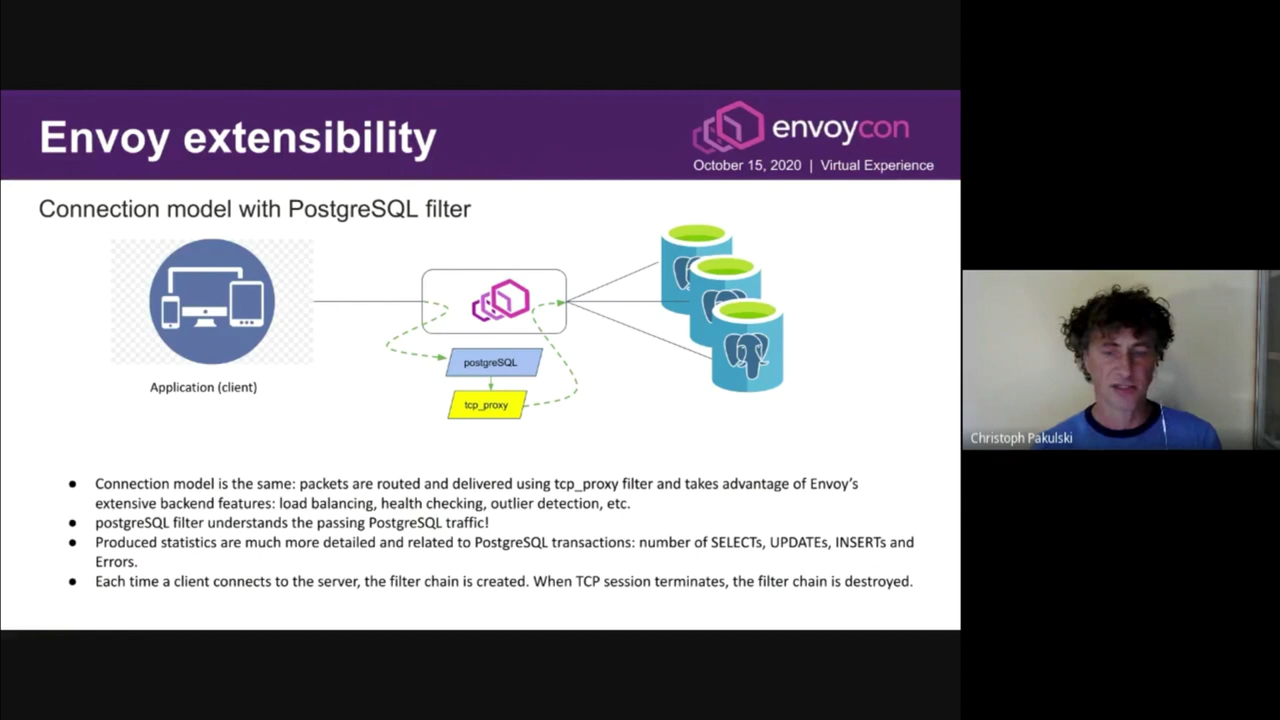 Envoy extensibility
envoycon
October 15, 2020 | Virtual Experience
Connection model with PostgreSQL filter
postgreSQL
Application (client)
tcp_proxy
Christoph Pakulski
● Connection model is the same: packets are routed and delivered using tcp_proxy filter and takes advantage of Envoy's
extensive backend features: load balancing, health checking, outlier detection, etc.
● postgreSQL filter understands the passing PostgreSQL traffic!
● Produced statistics are much more detailed and related to PostgreSQL transactions: number of SELECTs, UPDATEs, INSERTs and
Errors.
● Each time a client connects to the server, the filter chain is created. When TCP session terminates, the filter chain is destroyed.